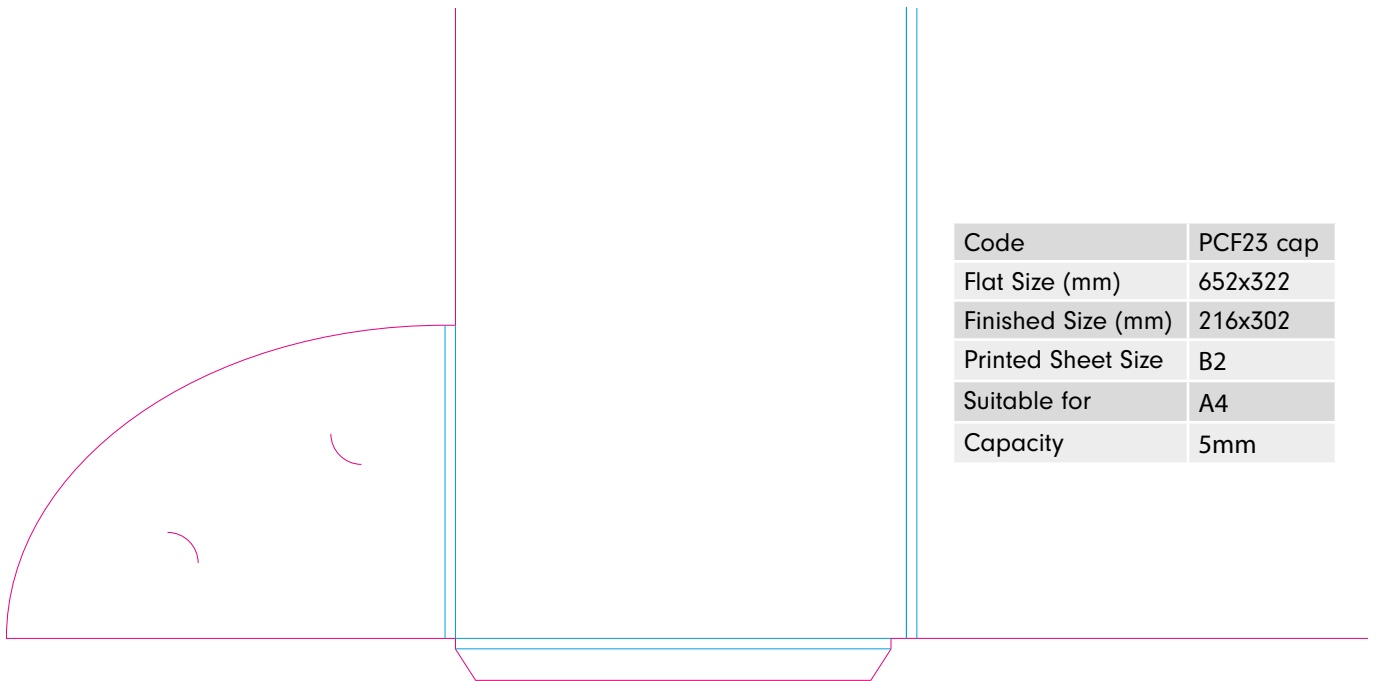 Code PCF23 cap
Flat Size (mm) 652x322
Finished Size (mm) 216x302
Printed Sheet Size B2
Suitable for A4
Capacity 5mm